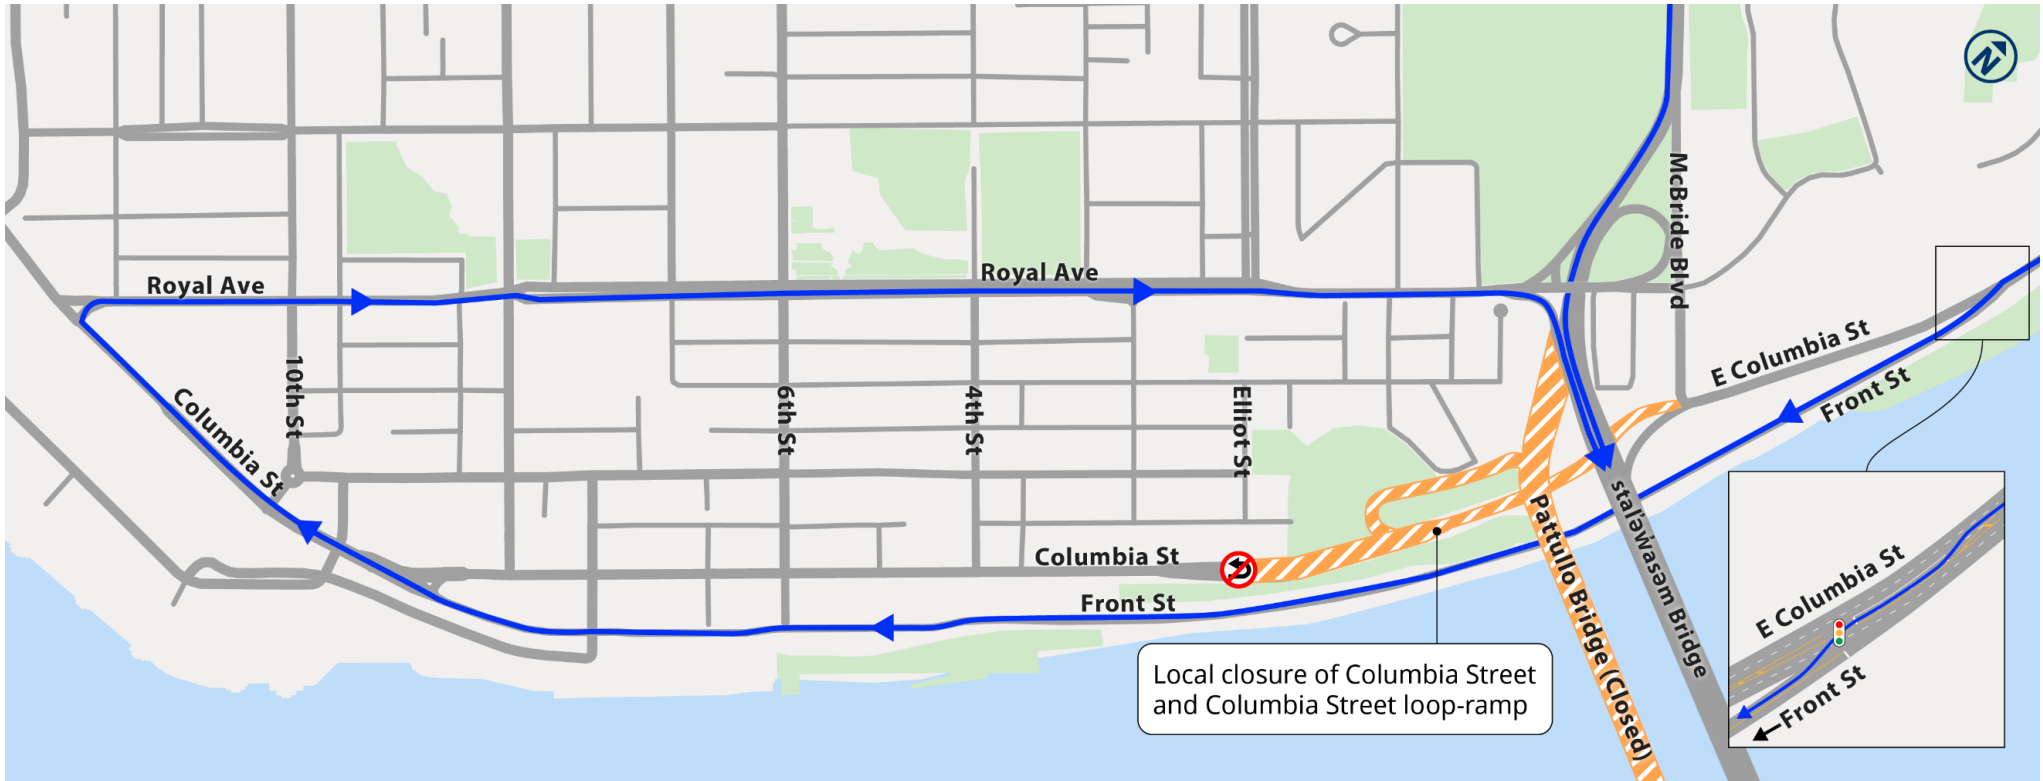 N
McBride Blvd
Royal Ave
Royal Ave
E Columbia St
Front St
10th St
Columbia St
6th St
4th St
Elliot St
Columbia St
Front St
Pattullo Bridge (Closed)
stal̓əw̓asəm Bridge
Local closure of Columbia Street
and Columbia Street loop-ramp
E Columbia St
Front St